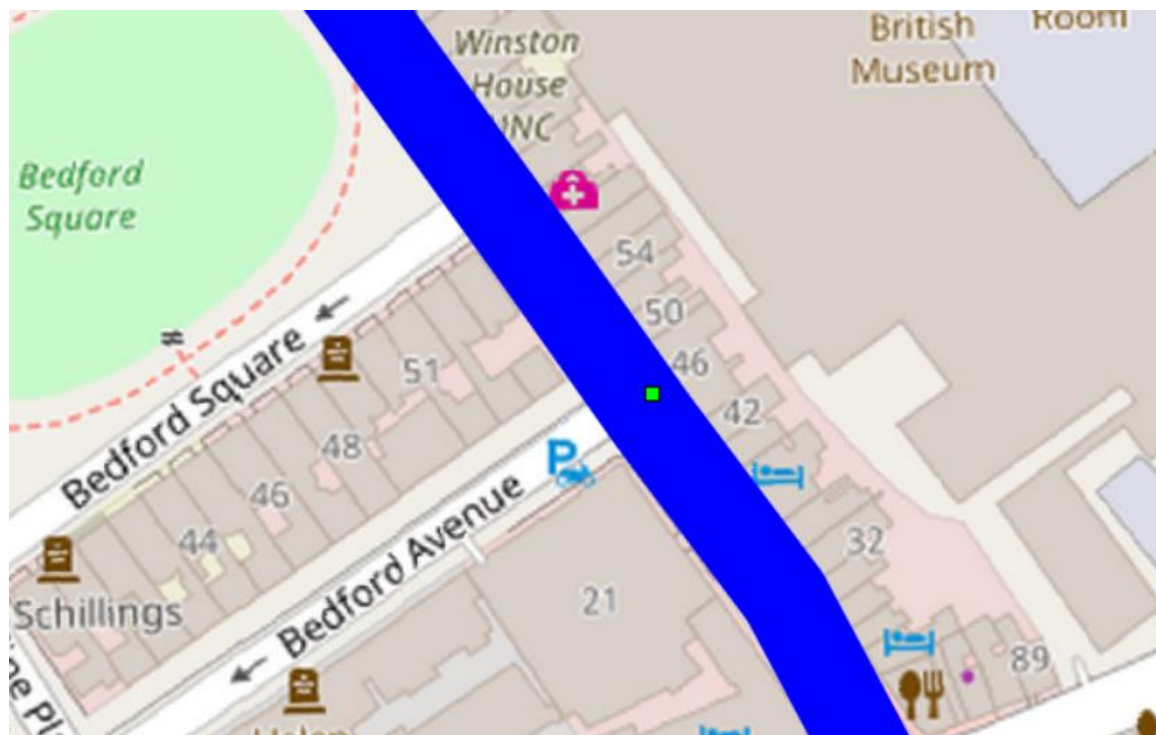 Winston
House
UNC
British
Museum
Room
Bedford
Square
54
50
46
42
32
89
Bedford Square
51
48
46
44
Schillings
P
Bedford Avenue
21